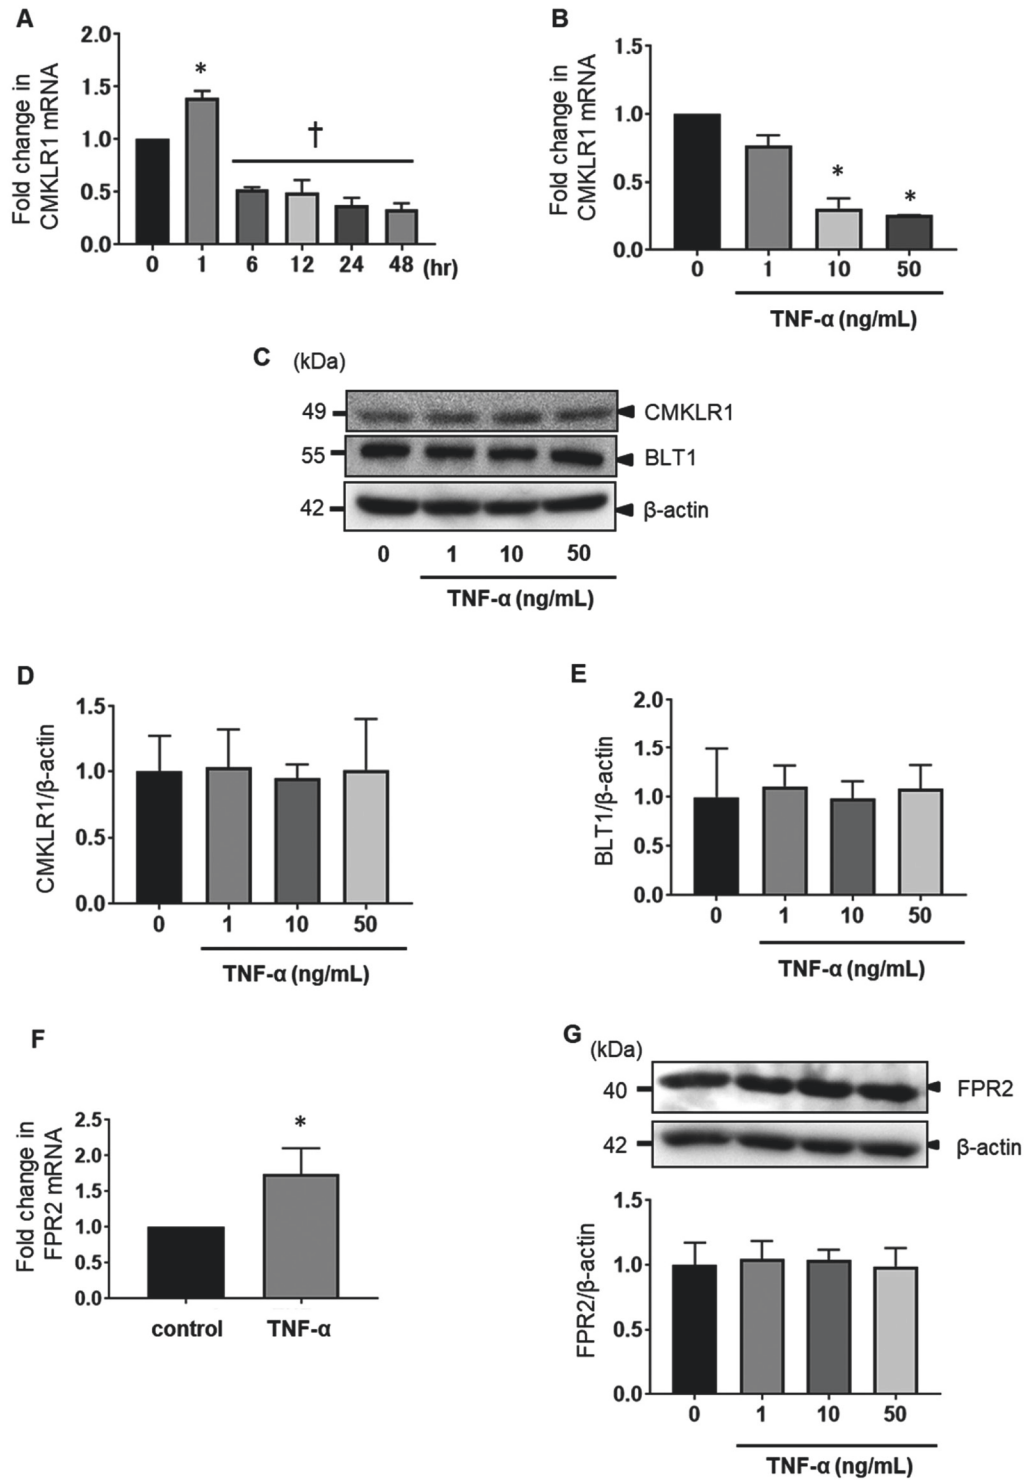 A
Fold change in
CMKLR1 mRNA
2.0
1.5
1.0
0.5
0.0
*
†
0 1 6 12 24 48 (hr)
B
Fold change in
CMKLR1 mRNA
1.5
1.0
0.5
0.0
* *
0 1 10 50
TNF-α (ng/mL)
C (kDa)
49 CMKLR1
55 BLT1
42 β-actin
0 1 10 50
TNF-α (ng/mL)
D
CMKLR1/β-actin
1.5
1.0
0.5
0.0
0 1 10 50
TNF-α (ng/mL)
E
BLT1/β-actin
2.0
1.5
1.0
0.5
0.0
0 1 10 50
TNF-α (ng/mL)
F
Fold change in
FPR2 mRNA
2.5
2.0
1.5
1.0
0.5
0.0
*
control TNF-α
G (kDa)
40 FPR2
42 β-actin
FPR2/β-actin
1.5
1.0
0.5
0.0
0 1 10 50
TNF-α (ng/mL)